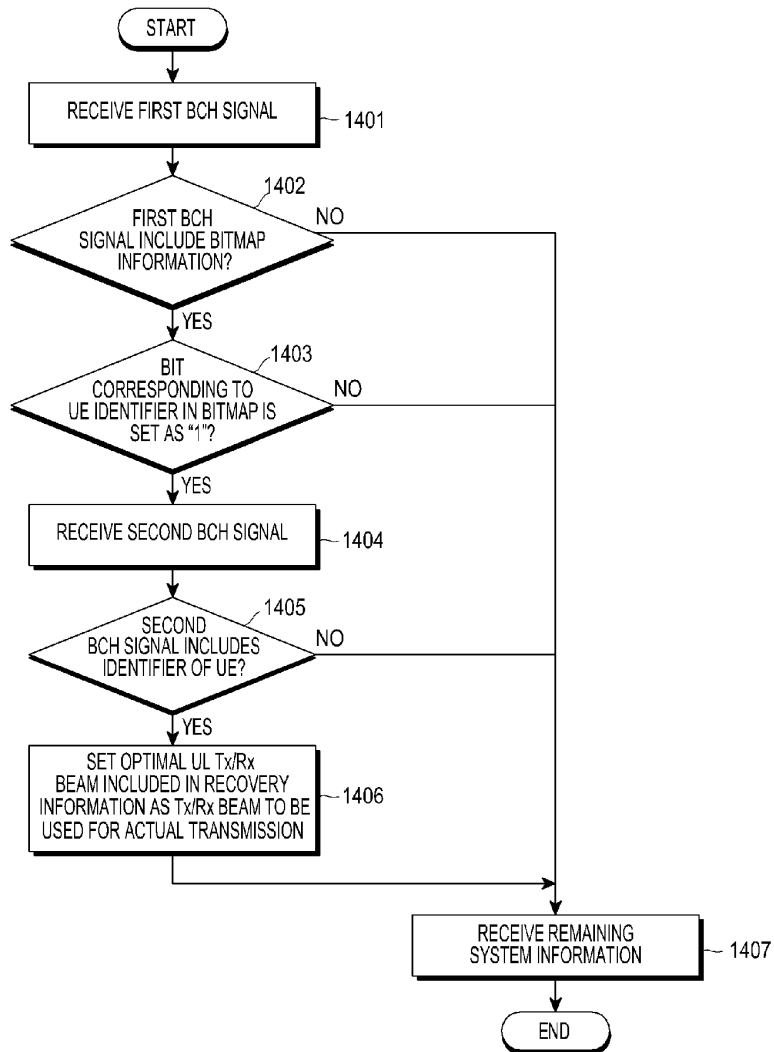 START
RECEIVE FIRST BCH SIGNAL
1401
1402
FIRST BCH
SIGNAL INCLUDE BITMAP
INFORMATION?
NO
YES
1403
BIT
CORRESPONDING TO
UE IDENTIFIER IN BITMAP IS
SET AS “1”?
NO
YES
RECEIVE SECOND BCH SIGNAL
1404
1405
SECOND
BCH SIGNAL INCLUDES
IDENTIFIER OF UE?
NO
YES
SET OPTIMAL UL Tx/Rx
BEAM INCLUDED IN RECOVERY
INFORMATION AS Tx/Rx BEAM TO BE
USED FOR ACTUAL TRANSMISSION
1406
RECEIVE REMAINING
SYSTEM INFORMATION
1407
END